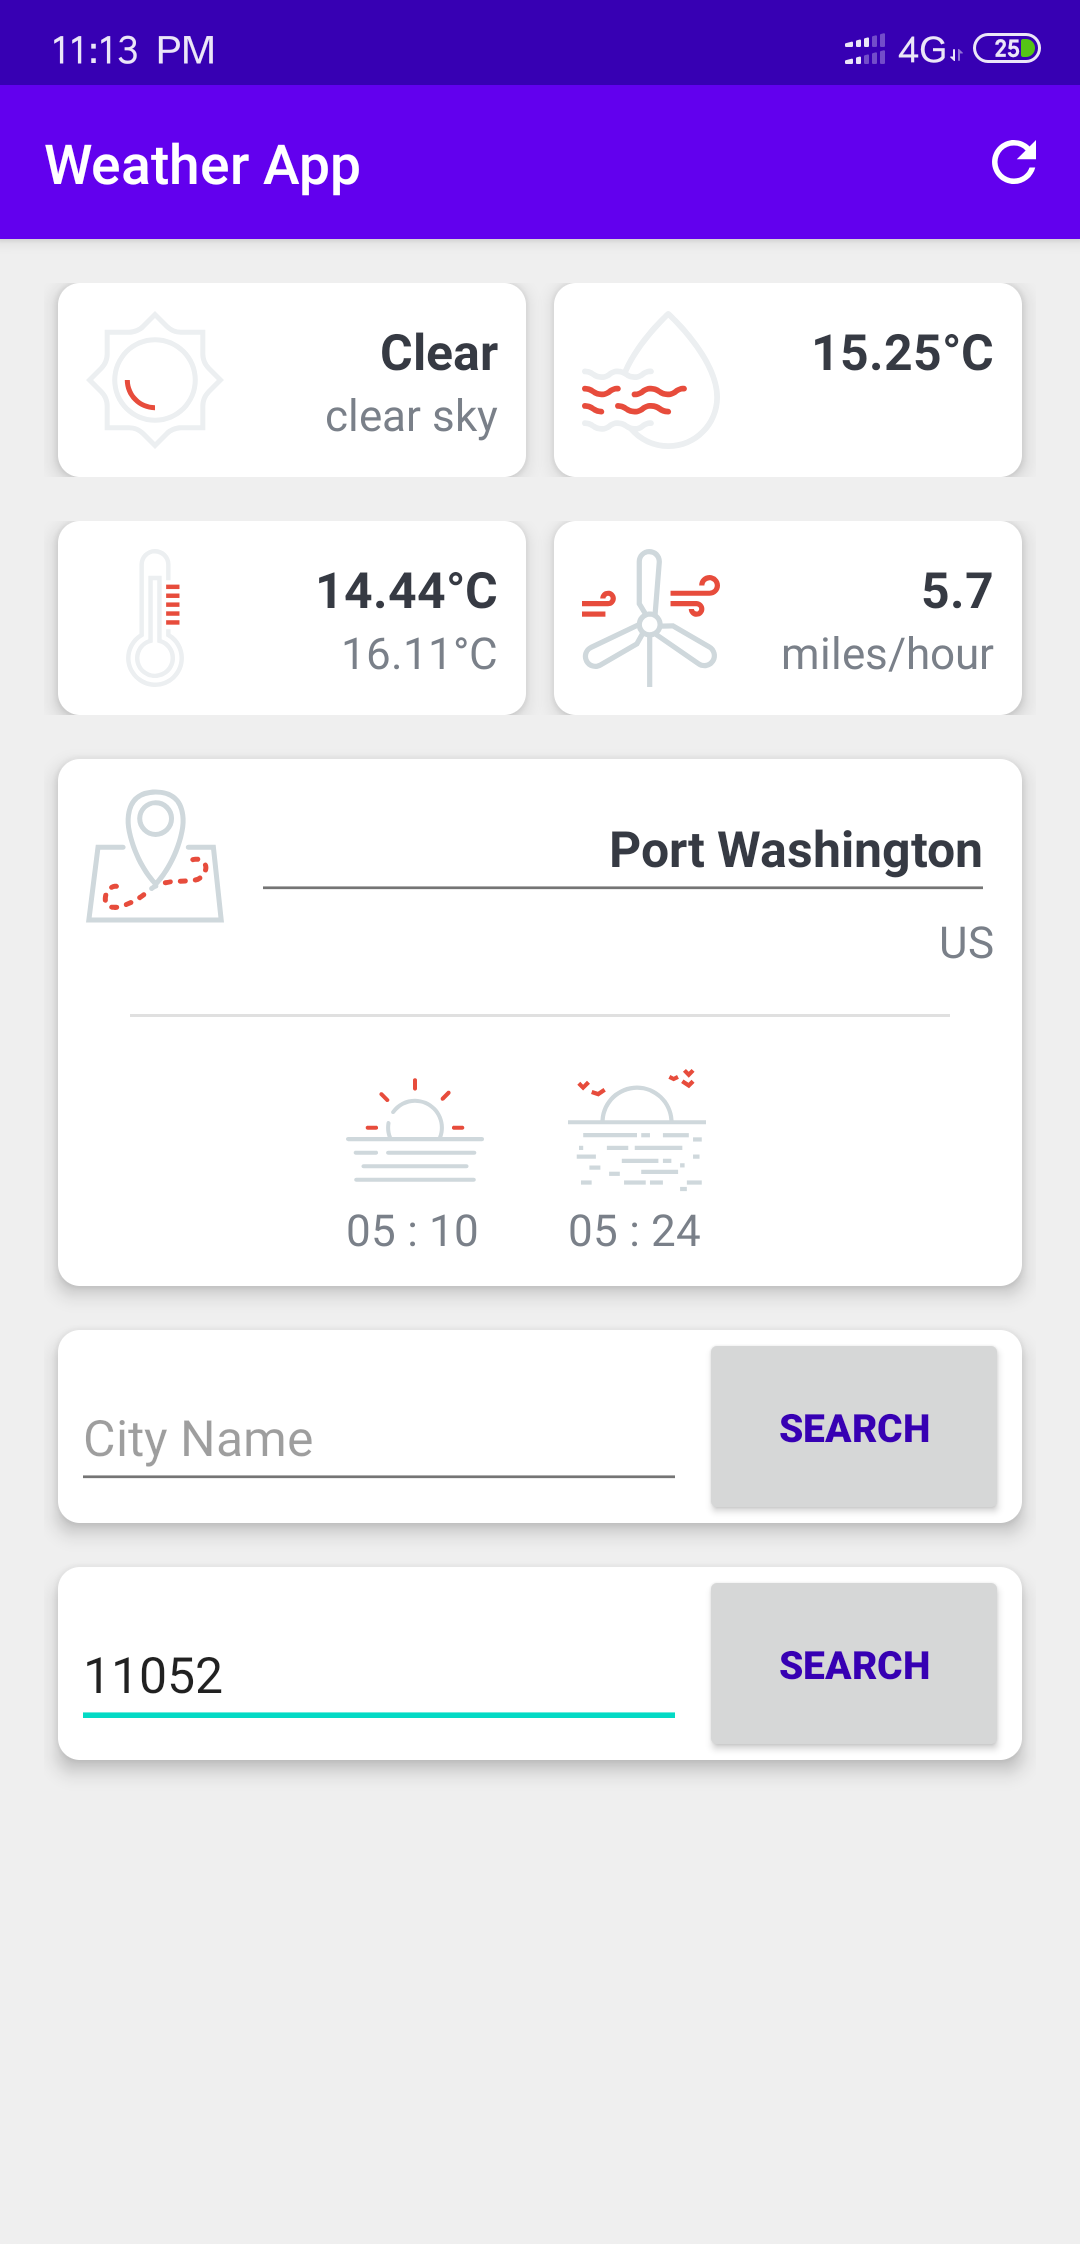 11:13 PM 4G 25
Weather App
Clear
clear sky
15.25°C
14.44°C
16.11°C
5.7
miles/hour
Port Washington
US
05 : 10 05 : 24
City Name SEARCH
11052 SEARCH